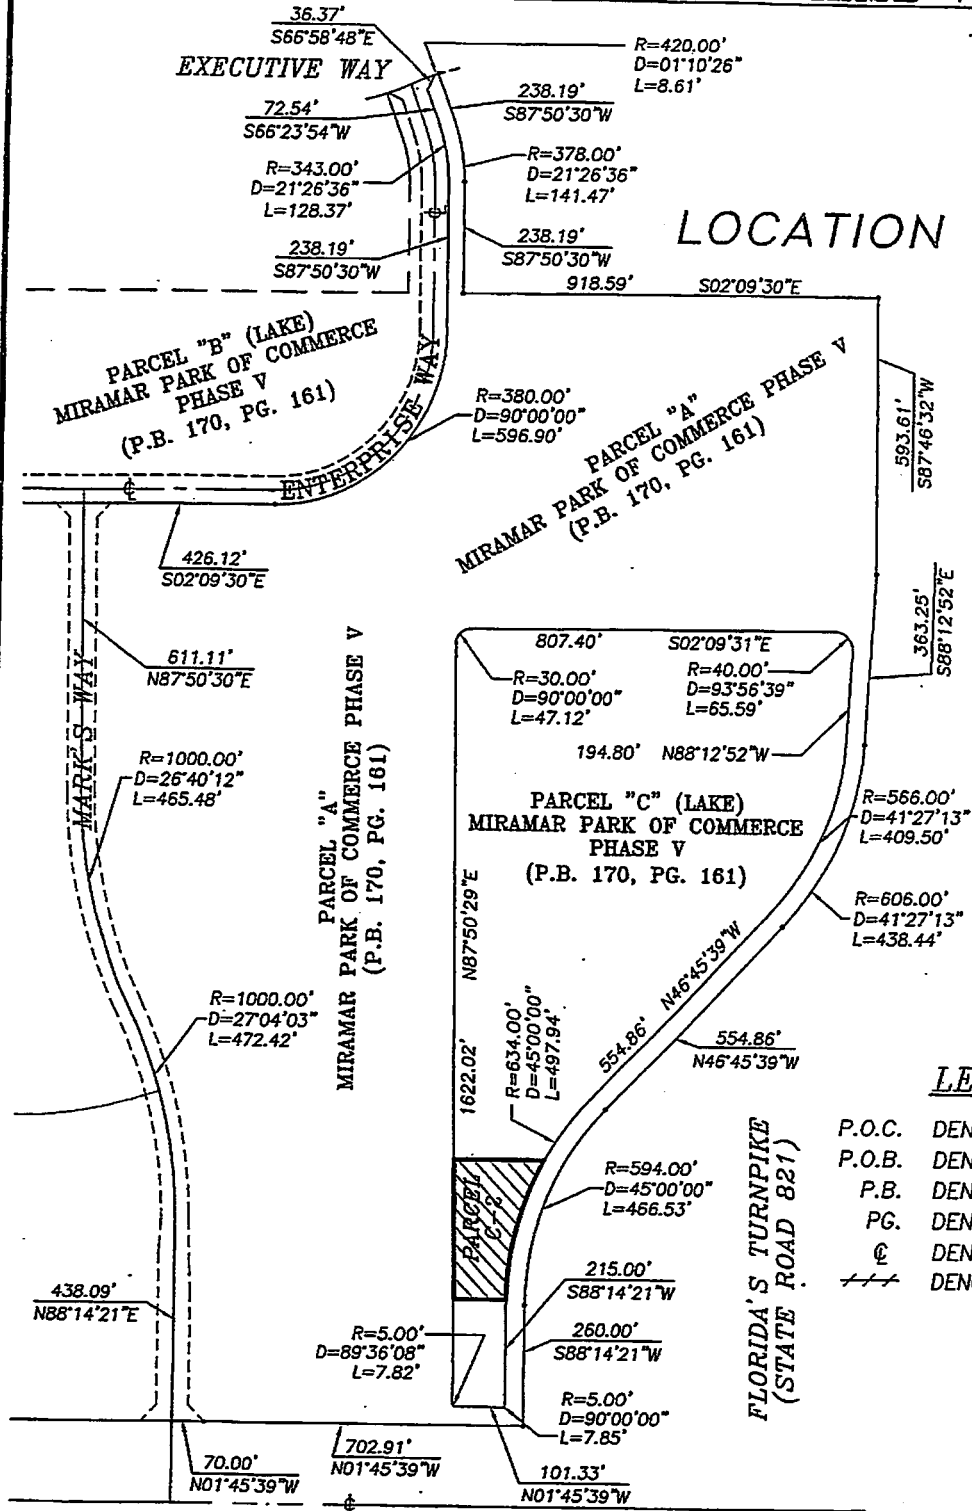 36.37'
S66°58'48"E
EXECUTIVE WAY
R=420.00'
D=01°10'26"
L=8.61'
72.54'
S66°23'54"W
238.19'
S87°50'30"W
R=343.00'
D=21°26'36"
L=128.37'
R=378.00'
D=21°26'36"
L=141.47'
LOCATION
238.19'
S87°50'30"W
238.19'
S87°50'30"W
918.59' S02°09'30"E
PARCEL "B" (LAKE)
MIRAMAR PARK OF COMMERCE
PHASE V
(P.B. 170, PG. 161)
ENTERPRISE WAY
R=380.00'
D=90°00'00"
L=596.90'
PARCEL "A"
MIRAMAR PARK OF COMMERCE PHASE V
(P.B. 170, PG. 161)
593.61'
S87°46'32"W
426.12'
S02°09'30"E
363.25'
S88°12'52"E
611.11'
N87°50'30"E
MARK'S WAY
807.40' S02°09'31"E
R=30.00'
D=90°00'00"
L=47.12'
R=40.00'
D=93°56'39"
L=65.59'
194.80' N88°12'52"W
R=1000.00'
D=26°40'12"
L=465.48'
PARCEL "A"
MIRAMAR PARK OF COMMERCE PHASE V
(P.B. 170, PG. 161)
PARCEL "C" (LAKE)
MIRAMAR PARK OF COMMERCE
PHASE V
(P.B. 170, PG. 161)
R=566.00'
D=41°27'13"
L=409.50'
R=606.00'
D=41°27'13"
L=438.44'
1622.02' N87°50'29"E
554.86' N46°45'39"W
R=1000.00'
D=27°04'03"
L=472.42'
R=634.00'
D=45°00'00"
L=497.94'
554.86'
N46°45'39"W
PARCEL
C-2
R=594.00'
D=45°00'00"
L=466.53'
FLORIDA'S TURNPIKE
(STATE ROAD 821)
LE
P.O.C. DEN
P.O.B. DEN
P.B. DEN
PG. DEN
℄ DEN
DEN
215.00'
S88°14'21"W
438.09'
N88°14'21"E
260.00'
S88°14'21"W
R=5.00'
D=89°36'08"
L=7.82'
R=5.00'
D=90°00'00"
L=7.85'
70.00'
N01°45'39"W
702.91'
N01°45'39"W
101.33'
N01°45'39"W
℄